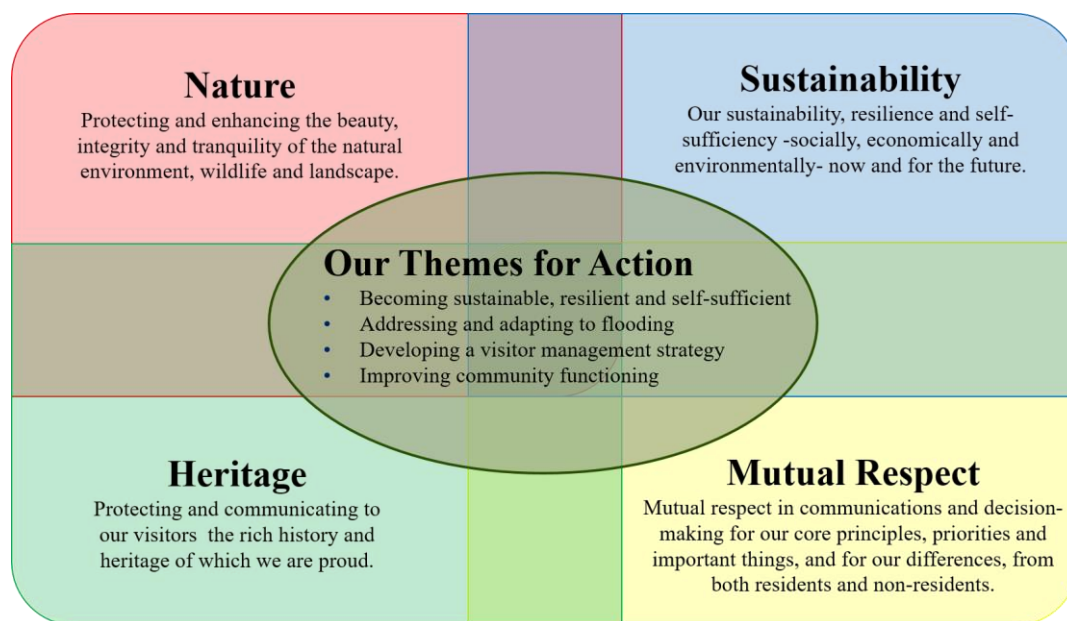 Nature
Protecting and enhancing the beauty,
integrity and tranquility of the natural
environment, wildlife and landscape.
Sustainability
Our sustainability, resilience and self-
sufficiency -socially, economically and
environmentally- now and for the future.
Our Themes for Action
• Becoming sustainable, resilient and self-sufficient
• Addressing and adapting to flooding
• Developing a visitor management strategy
• Improving community functioning
Heritage
Protecting and communicating to
our visitors the rich history and
heritage of which we are proud.
Mutual Respect
Mutual respect in communications and decision-
making for our core principles, priorities and
important things, and for our differences, from
both residents and non-residents.